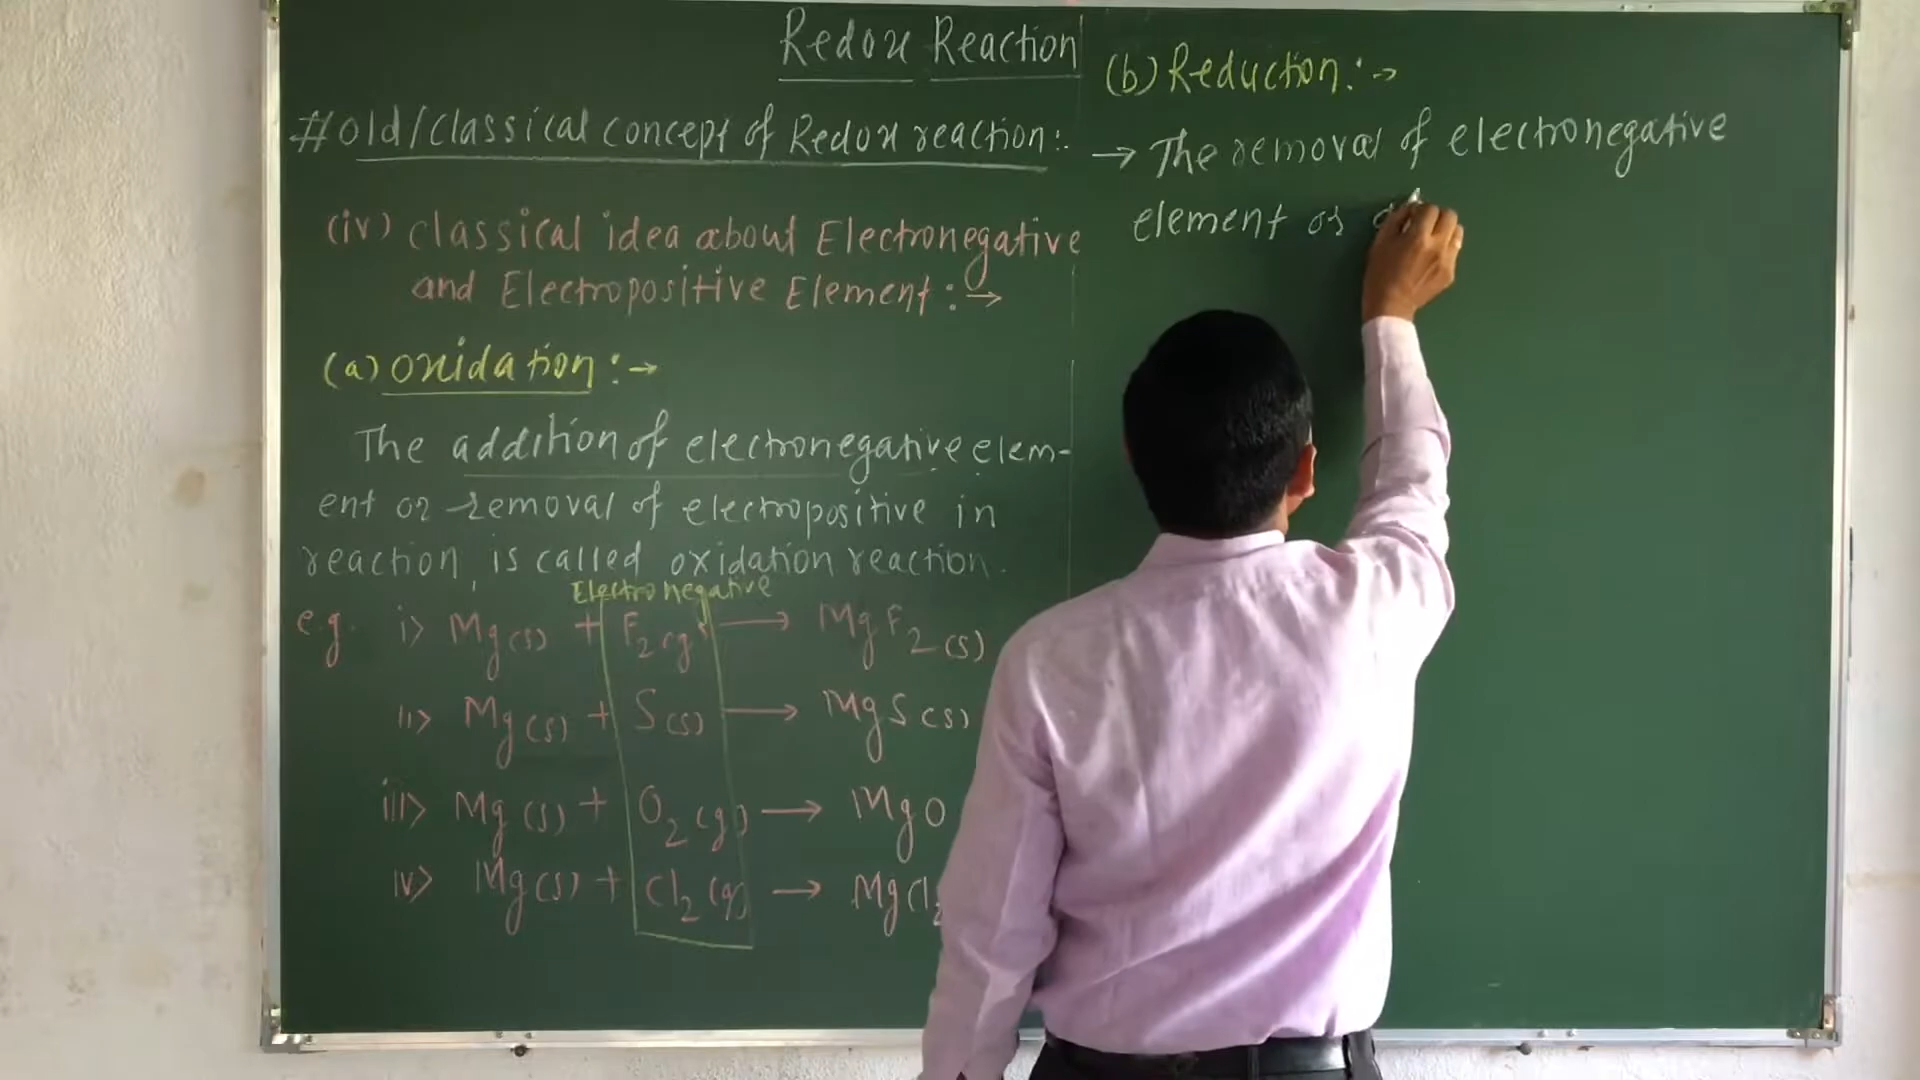 Redox Reaction
#Old/Classical concept of Redox reaction:-
(iv) Classical idea about Electronegative
and Electropositive Element:→
(a) Oxidation:→
The addition of electronegative elem-
ent or removal of electropositive in
reaction, is called oxidation reaction.
Electronegative
e.g. i> Mg(s) + F2(g) → MgF2(s)
ii> Mg(s) + S(s) → MgS(s)
iii> Mg(s) + O2(g) → MgO
iv> Mg(s) + Cl2(g) → MgCl2
(b) Reduction:→
→ The removal of electronegative
element or